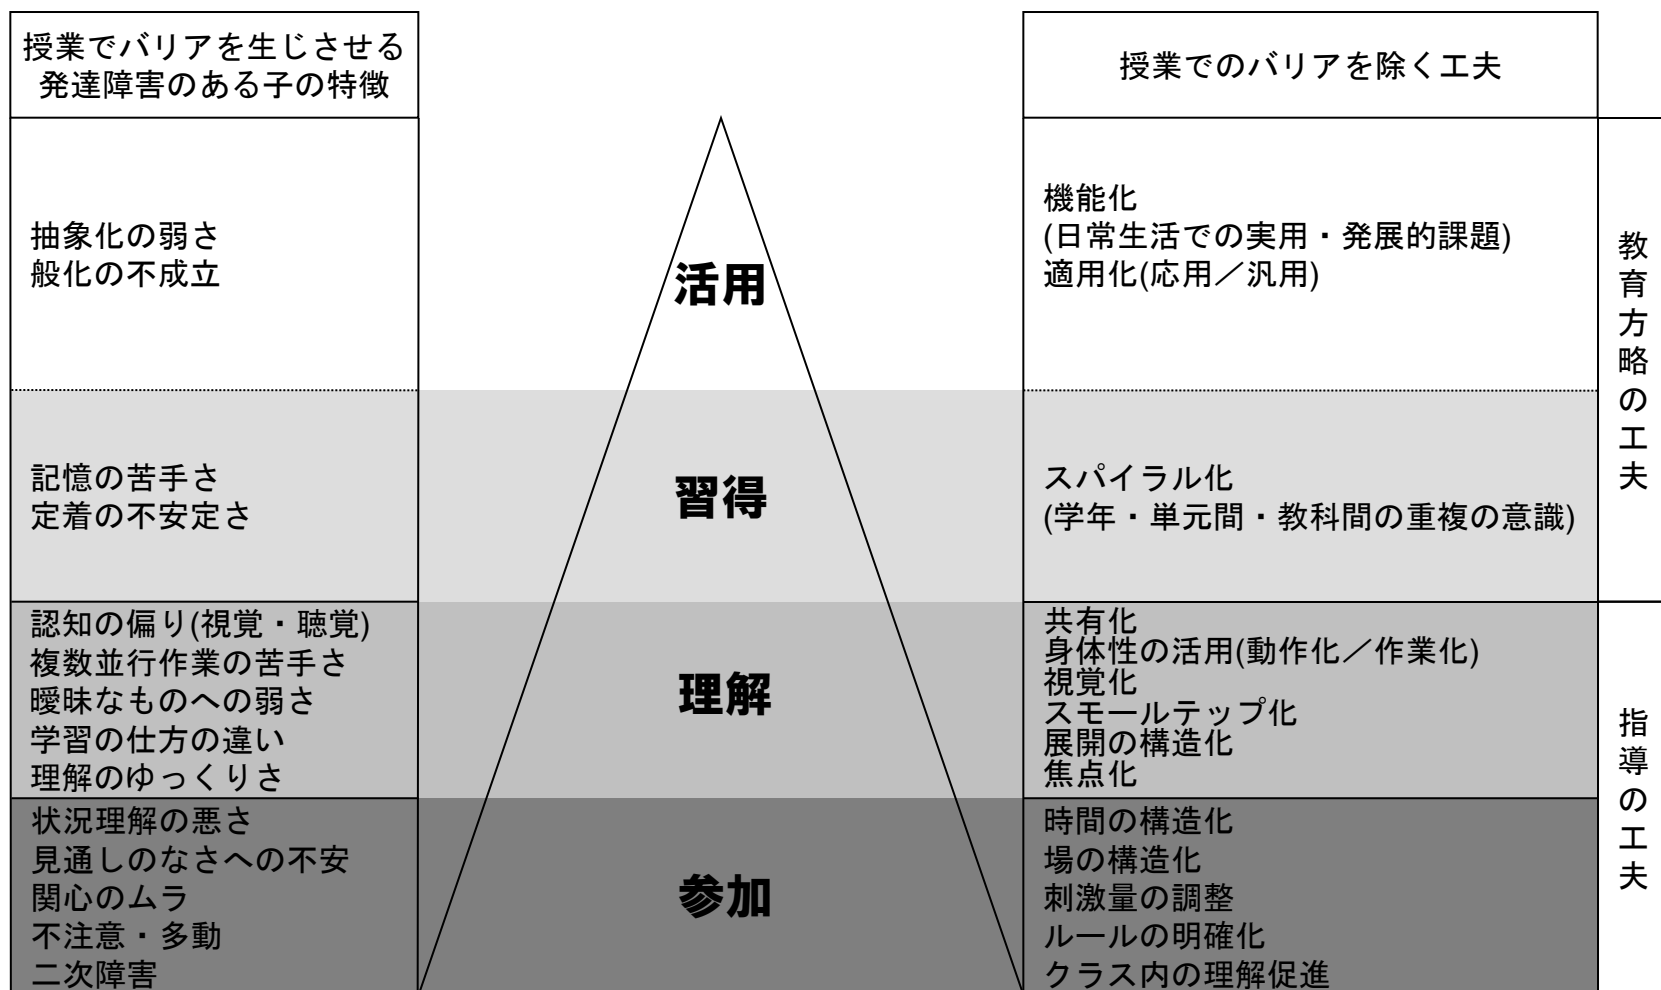 授業でバリアを生じさせる
発達障害のある子の特徴
授業でのバリアを除く工夫
抽象化の弱さ
般化の不成立
活用
機能化
(日常生活での実用・発展的課題)
適用化(応用／汎用)
教育方略の工夫
記憶の苦手さ
定着の不安定さ
習得
スパイラル化
(学年・単元間・教科間の重複の意識)
認知の偏り(視覚・聴覚)
複数並行作業の苦手さ
曖昧なものへの弱さ
学習の仕方の違い
理解のゆっくりさ
理解
共有化
身体性の活用(動作化／作業化)
視覚化
スモールテップ化
展開の構造化
焦点化
指導の工夫
状況理解の悪さ
見通しのなさへの不安
関心のムラ
不注意・多動
二次障害
参加
時間の構造化
場の構造化
刺激量の調整
ルールの明確化
クラス内の理解促進